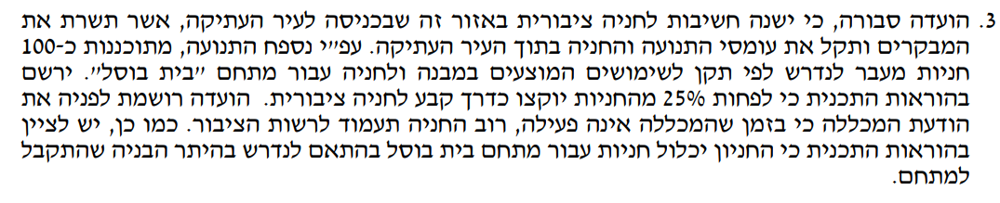 3. הועדה סבורה, כי ישנה חשיבות לחניה ציבורית באזור זה שבכניסה לעיר העתיקה, אשר תשרת את
המבקרים ותקל את עומסי התנועה והחניה בתוך העיר העתיקה. עפ״י נספח התנועה, מתוכננות כ-100
חניות מעבר לנדרש לפי תקן לשימושים המוצעים במבנה ולחניה עבור מתחם ״בית בוסל״. ירשם
בהוראות התכנית כי לפחות 25% מהחניות יוקצו כדרך קבע לחניה ציבורית. הועדה רושמת לפניה את
הודעת המכללה כי בזמן שהמכללה אינה פעילה, רוב החניה תעמוד לרשות הציבור. כמו כן, יש לציין
בהוראות התכנית כי החניון יכלול חניות עבור מתחם בית בוסל בהתאם לנדרש בהיתר הבניה שהתקבל
למתחם.